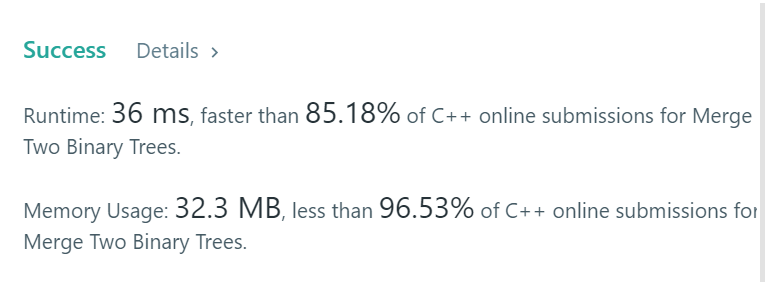 Success Details >
Runtime: 36 ms, faster than 85.18% of C++ online submissions for Merge
Two Binary Trees.
Memory Usage: 32.3 MB, less than 96.53% of C++ online submissions for
Merge Two Binary Trees.